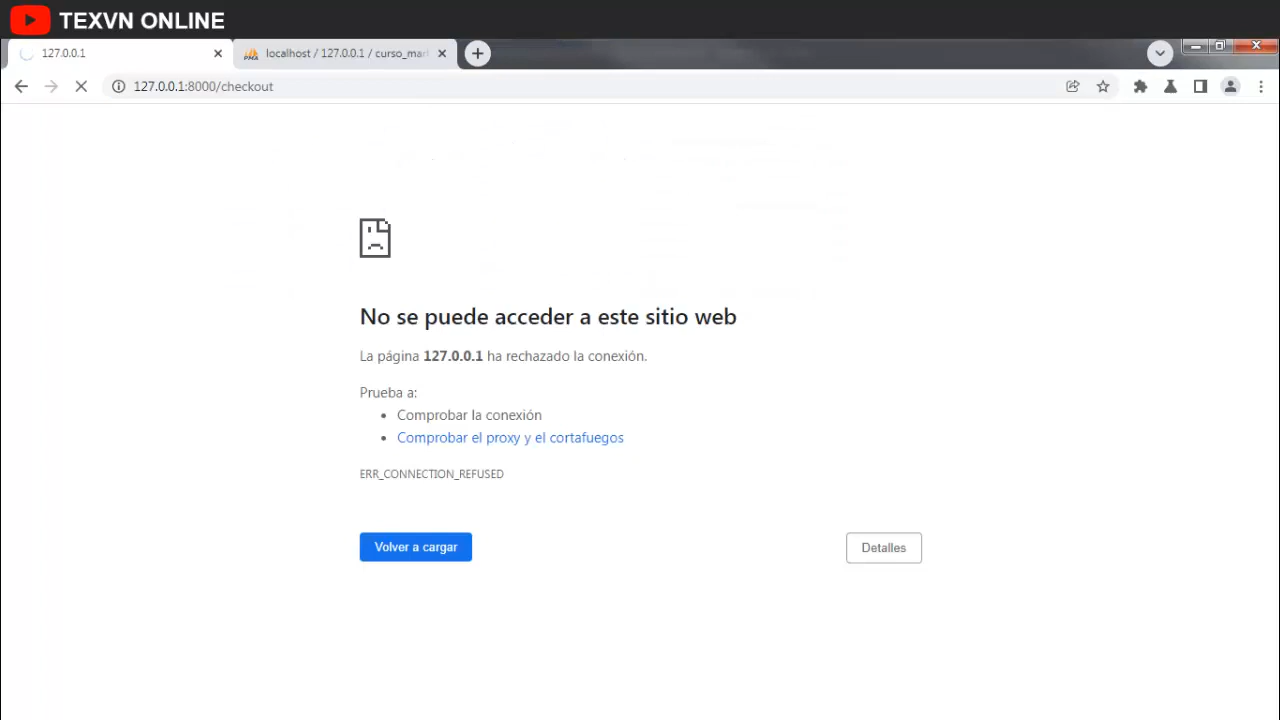 TEXVN ONLINE
127.0.0.1
localhost / 127.0.0.1 / curso_mar
127.0.0.1:8000/checkout
No se puede acceder a este sitio web
La página 127.0.0.1 ha rechazado la conexión.
Prueba a:
Comprobar la conexión
Comprobar el proxy y el cortafuegos
ERR_CONNECTION_REFUSED
Volver a cargar
Detalles